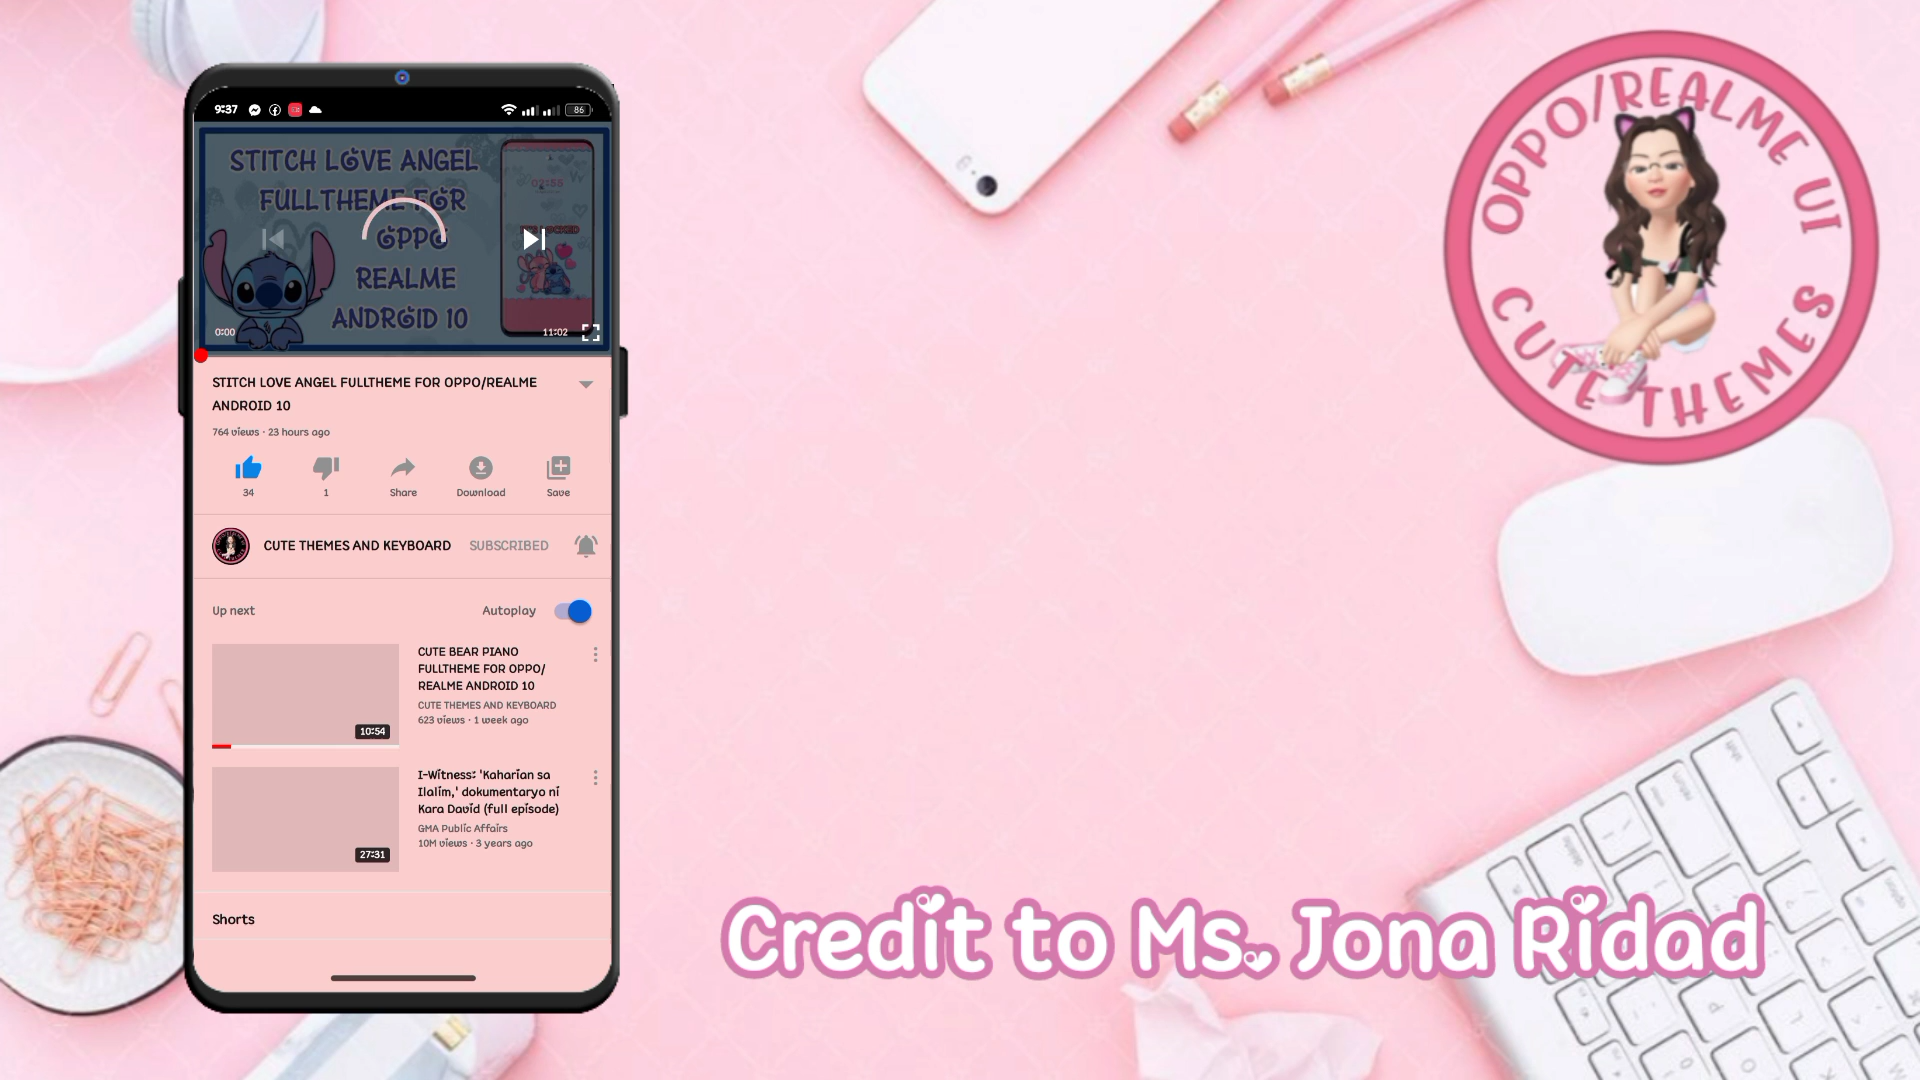 9:37
86
STITCH LOVE ANGEL
FULLTHEME FOR
OPPO
REALME
ANDROID 10
02:55
0:00
11:02
STITCH LOVE ANGEL FULLTHEME FOR OPPO/REALME
ANDROID 10
764 views · 23 hours ago
34
1
Share
Download
Save
CUTE THEMES AND KEYBOARD
SUBSCRIBED
Up next
Autoplay
10:54
CUTE BEAR PIANO
FULLTHEME FOR OPPO/
REALME ANDROID 10
CUTE THEMES AND KEYBOARD
623 views · 1 week ago
27:31
I-Witness: 'Kaharian sa
Ilalim,' dokumentaryo ni
Kara David (full episode)
GMA Public Affairs
10M views · 3 years ago
Shorts
OPPO/REALME UI
CUTE THEMES
Credit to Ms. Jona Ridad